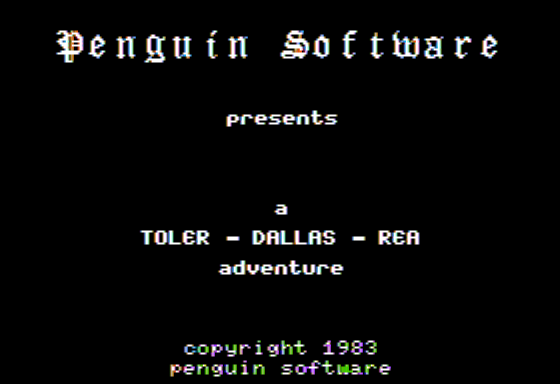 Penguin Software
presents
a
TOLER - DALLAS - REA
adventure
copyright 1983
penguin software